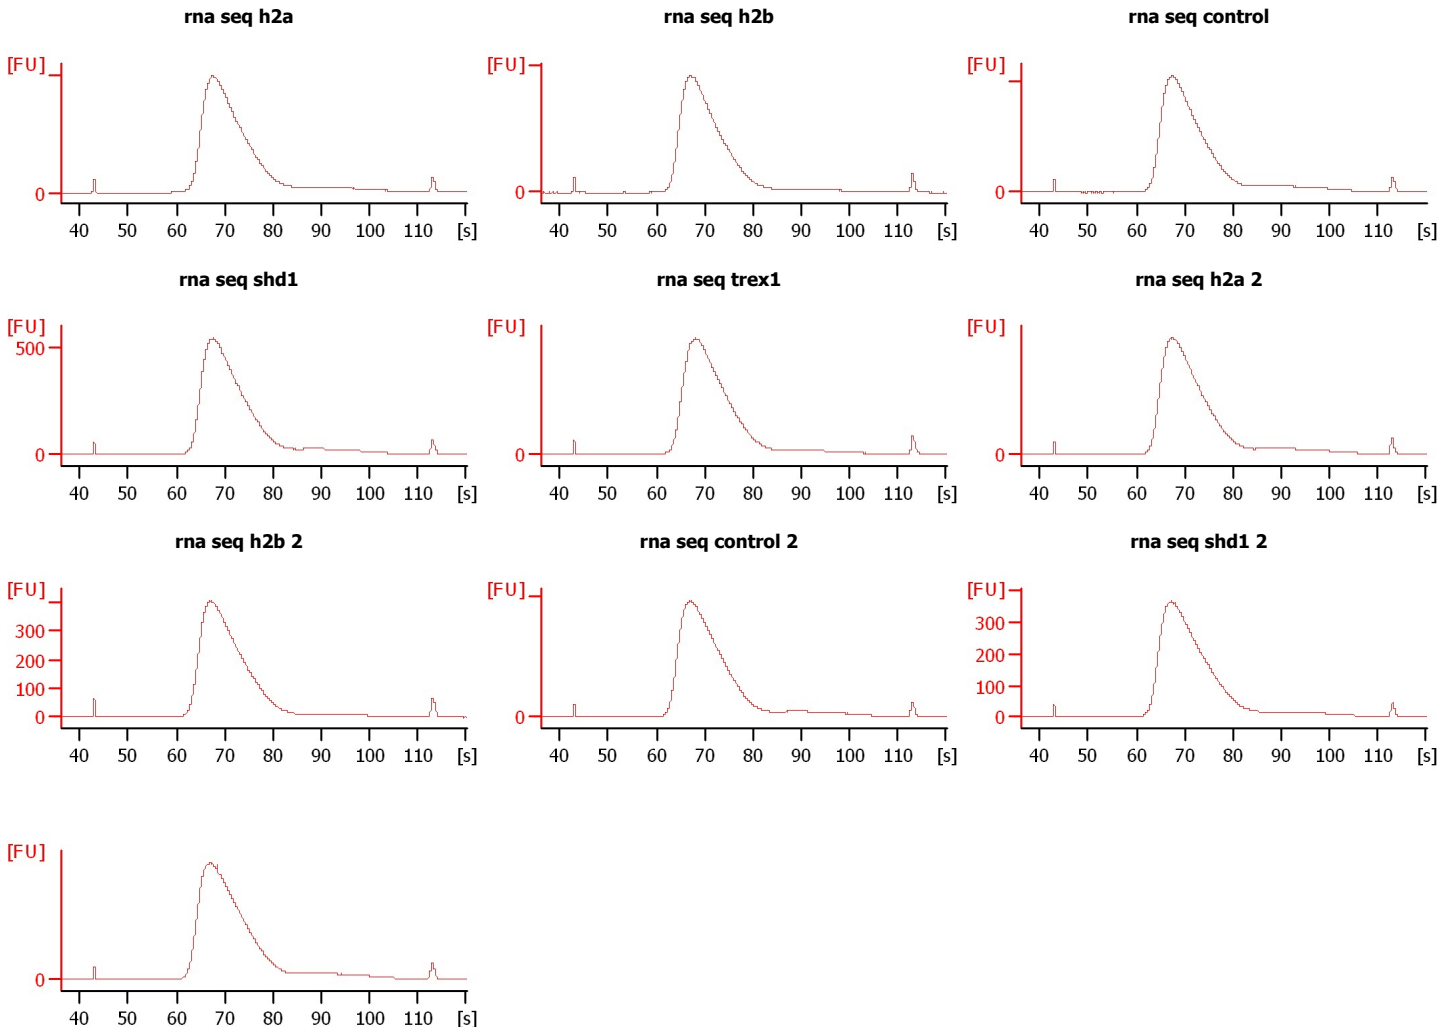 rna seq h2a
rna seq h2b
rna seq control
[FU]
0
40 50 60 70 80 90 100 110 [s]
[FU]
0
40 50 60 70 80 90 100 110 [s]
[FU]
0
40 50 60 70 80 90 100 110 [s]
rna seq shd1
rna seq trex1
rna seq h2a 2
[FU]
500
0
40 50 60 70 80 90 100 110 [s]
[FU]
0
40 50 60 70 80 90 100 110 [s]
[FU]
0
40 50 60 70 80 90 100 110 [s]
rna seq h2b 2
rna seq control 2
rna seq shd1 2
[FU]
300
200
100
0
40 50 60 70 80 90 100 110 [s]
[FU]
0
40 50 60 70 80 90 100 110 [s]
[FU]
300
200
100
0
40 50 60 70 80 90 100 110 [s]
[FU]
0
40 50 60 70 80 90 100 110 [s]